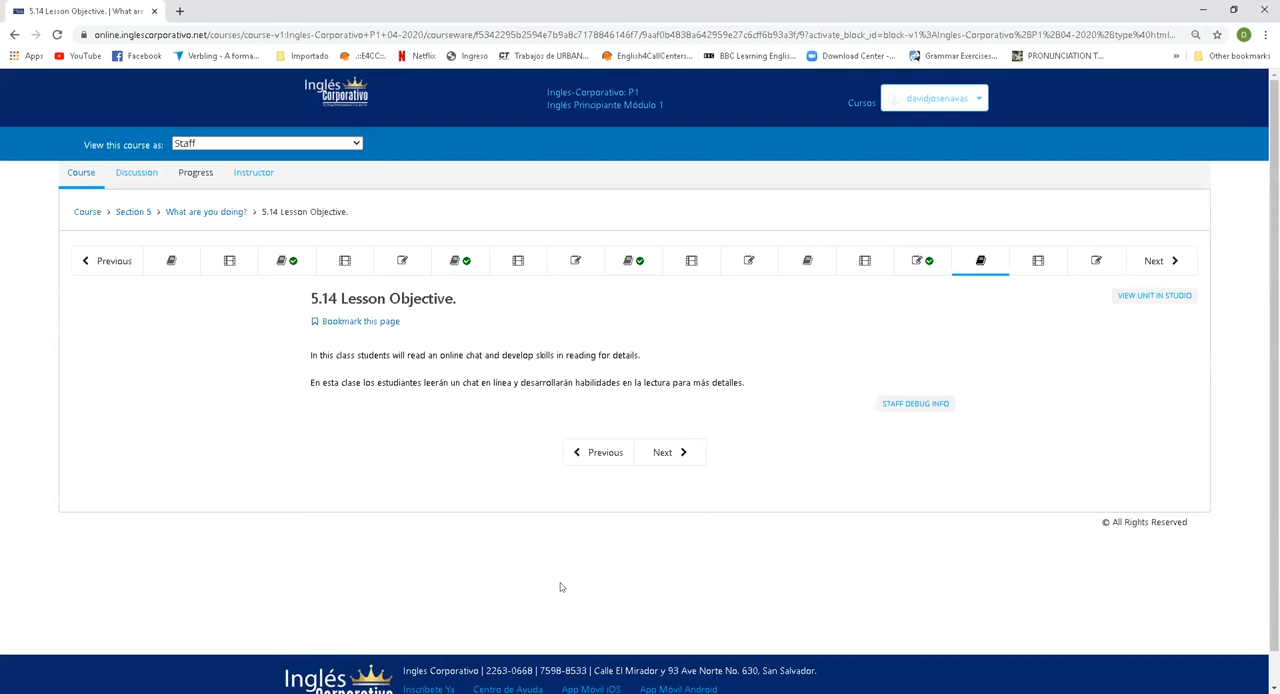 5.14 Lesson Objective. | What are
online.inglescorporativo.net/courses/course-v1:Ingles-Corporativo+P1+04-2020/courseware/f5342295b2594e7b9a8c7178846146f7/9aaf0b4838a642959e27c6cff6b93a3f/9?activate_block_id=block-v1%3AIngles-Corporativo%2BP1%2B04-2020%2Btype%40html...
D
Apps YouTube Facebook Verbling - A forma... Importado .::E4CC::. Netflix Ingreso Trabajos de URBAN... English4CallCenters... BBC Learning Englis... Download Center -... Grammar Exercises... PRONUNCIATION T... » Other bookmarks
Inglés
Corporativo
Ingles-Corporativo: P1
Inglés Principiante Módulo 1
Cursos davidjosenavas
View this course as: Staff
Course Discussion Progress Instructor
Course > Section 5 > What are you doing? > 5.14 Lesson Objective.
Previous Next
5.14 Lesson Objective.
VIEW UNIT IN STUDIO
Bookmark this page
In this class students will read an online chat and develop skills in reading for details.
En esta clase los estudiantes leerán un chat en línea y desarrollarán habilidades en la lectura para más detalles.
STAFF DEBUG INFO
Previous Next
© All Rights Reserved
Inglés
Corporativo
Ingles Corporativo | 2263-0668 | 7598-8533 | Calle El Mirador y 93 Ave Norte No. 630, San Salvador.
Inscríbete Ya Centro de Ayuda App Móvil iOS App Móvil Android